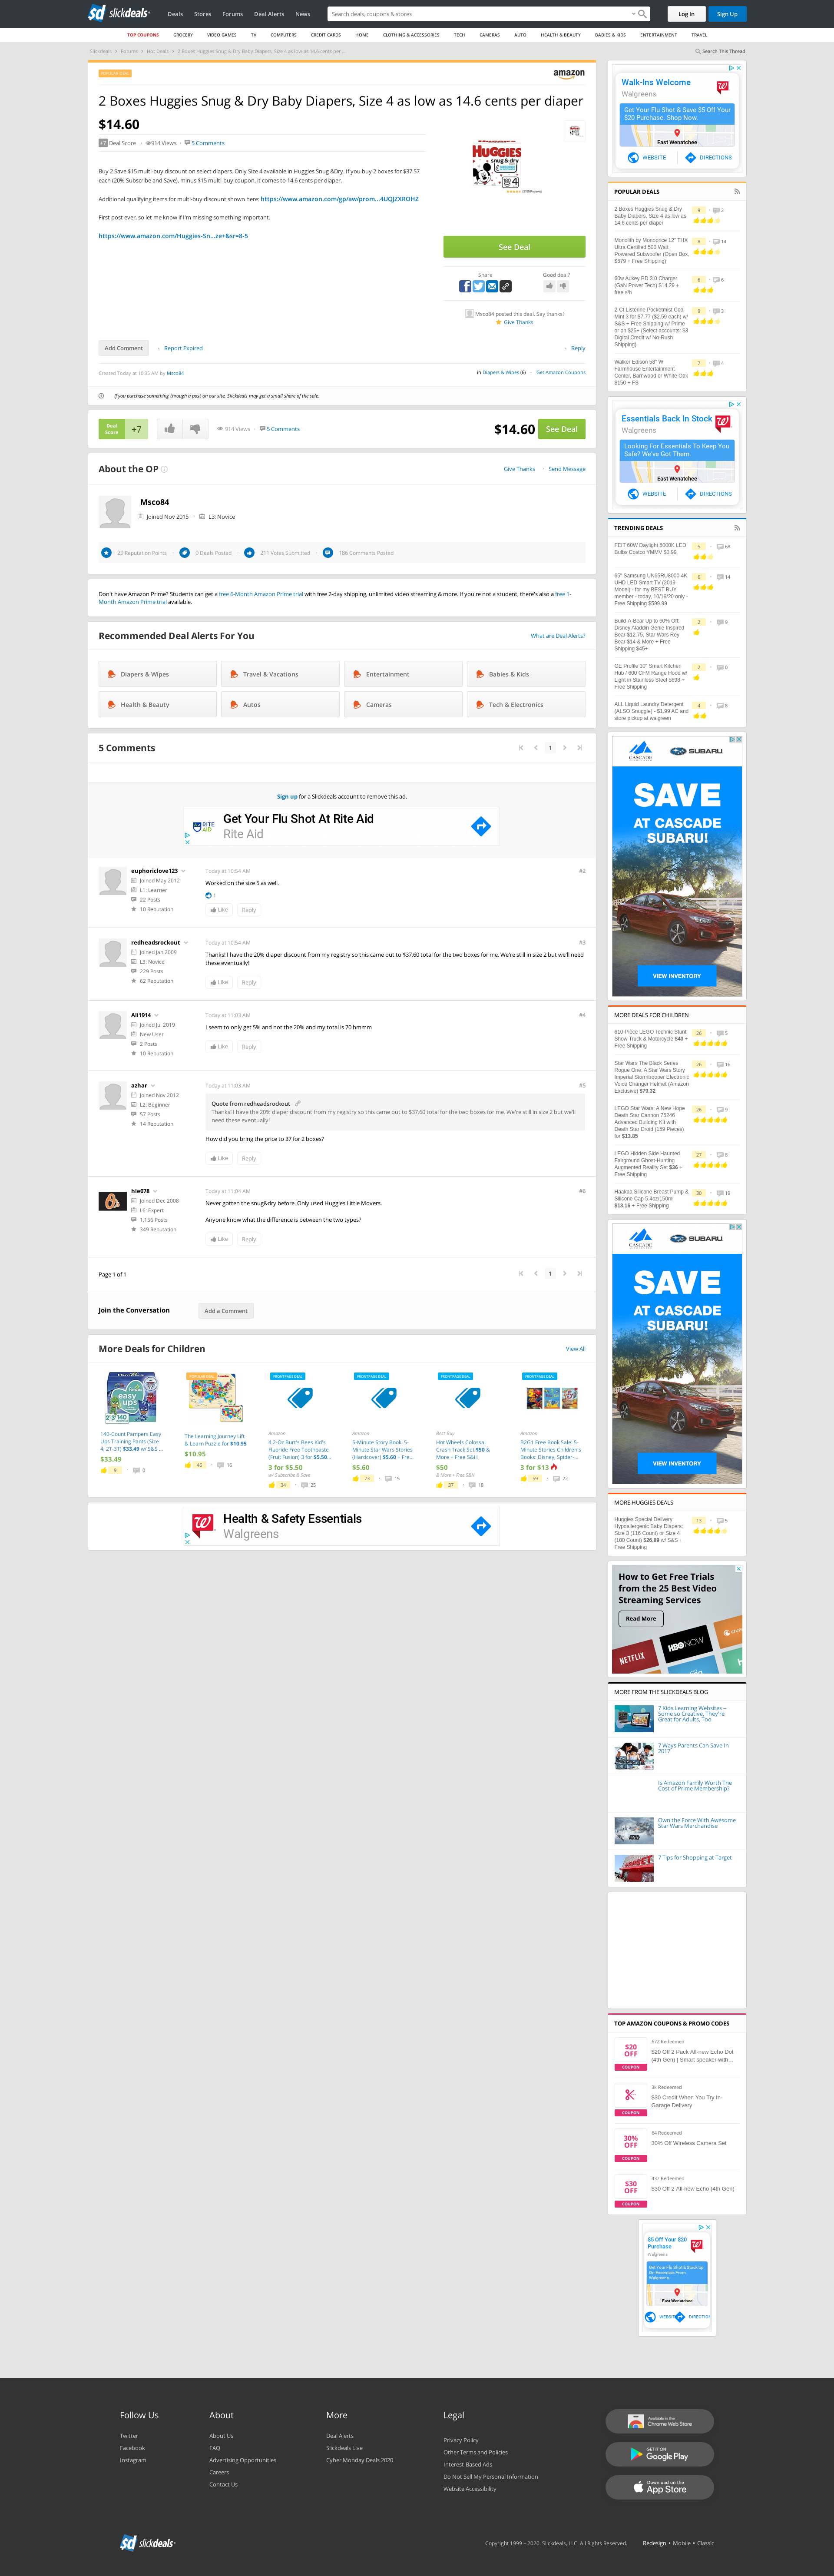 slickdeals
Deals
Stores
Forums
Deal Alerts
News
Search deals, coupons & stores
Log In
Sign Up
TOP COUPONS
GROCERY
VIDEO GAMES
TV
COMPUTERS
CREDIT CARDS
HOME
CLOTHING & ACCESSORIES
TECH
CAMERAS
AUTO
HEALTH & BEAUTY
BABIES & KIDS
ENTERTAINMENT
TRAVEL
Slickdeals
Forums
Hot Deals
2 Boxes Huggies Snug & Dry Baby Diapers, Size 4 as low as 14.6 cents per ...
Search This Thread
POPULAR DEAL
amazon
2 Boxes Huggies Snug & Dry Baby Diapers, Size 4 as low as 14.6 cents per diaper
$14.60
+7 Deal Score
914 Views
5 Comments
Buy 2 Save $15 multi-buy discount on select diapers. Only Size 4 available in Huggies Snug &Dry. If you buy 2 boxes for $37.57
each (20% Subscribe and Save), minus $15 multi-buy coupon, it comes to 14.6 cents per diaper.
Additional qualifying items for multi-buy discount shown here: https://www.amazon.com/gp/aw/prom...4UQJZXROHZ
First post ever, so let me know if I'm missing something important.
https://www.amazon.com/Huggies-Sn...ze+&sr=8-5
HUGGIES
See Deal
Share
Good deal?
Msco84 posted this deal. Say thanks!
Give Thanks
Add Comment
Report Expired
Reply
Created Today at 10:35 AM by Msco84
in Diapers & Wipes (6)
Get Amazon Coupons
If you purchase something through a post on our site, Slickdeals may get a small share of the sale.
Deal
Score
+7
914 Views
5 Comments
$14.60
See Deal
About the OP
Give Thanks
Send Message
Msco84
Joined Nov 2015
L3: Novice
29 Reputation Points
0 Deals Posted
211 Votes Submitted
186 Comments Posted
Don't have Amazon Prime? Students can get a free 6-Month Amazon Prime trial with free 2-day shipping, unlimited video streaming & more. If you're not a student, there's also a free 1-
Month Amazon Prime trial available.
Recommended Deal Alerts For You
What are Deal Alerts?
Diapers & Wipes
Travel & Vacations
Entertainment
Babies & Kids
Health & Beauty
Autos
Cameras
Tech & Electronics
5 Comments
1
Sign up for a Slickdeals account to remove this ad.
RITE AID
Get Your Flu Shot At Rite Aid
Rite Aid
euphoriclove123
Joined May 2012
L1: Learner
22 Posts
10 Reputation
Today at 10:54 AM
#2
Worked on the size 5 as well.
1
Like
Reply
redheadsrockout
Joined Jan 2009
L3: Novice
229 Posts
62 Reputation
Today at 10:54 AM
#3
Thanks! I have the 20% diaper discount from my registry so this came out to $37.60 total for the two boxes for me. We're still in size 2 but we'll need
these eventually!
Like
Reply
Ali1914
Joined Jul 2019
New User
2 Posts
10 Reputation
Today at 11:03 AM
#4
I seem to only get 5% and not the 20% and my total is 70 hmmm
Like
Reply
azhar
Joined Nov 2012
L2: Beginner
57 Posts
14 Reputation
Today at 11:03 AM
#5
Quote from redheadsrockout
Thanks! I have the 20% diaper discount from my registry so this came out to $37.60 total for the two boxes for me. We're still in size 2 but we'll
need these eventually!
How did you bring the price to 37 for 2 boxes?
Like
Reply
hle078
Joined Dec 2008
L6: Expert
1,156 Posts
349 Reputation
Today at 11:04 AM
#6
Never gotten the snug&dry before. Only used Huggies Little Movers.
Anyone know what the difference is between the two types?
Like
Reply
Page 1 of 1
1
Join the Conversation
Add a Comment
More Deals for Children
View All
140-Count Pampers Easy
Ups Training Pants (Size
4: 2T-3T) $33.49 w/ S&S...
$33.49
9
0
The Learning Journey Lift
& Learn Puzzle for $10.95
$10.95
46
16
FRONTPAGE DEAL
Amazon
4.2-Oz Burt's Bees Kid's
Fluoride Free Toothpaste
(Fruit Fusion) 3 for $5.50...
3 for $5.50
w/ Subscribe & Save
34
25
FRONTPAGE DEAL
Amazon
5-Minute Story Book: 5-
Minute Star Wars Stories
(Hardcover) $5.60 + Fre...
$5.60
73
15
FRONTPAGE DEAL
Best Buy
Hot Wheels Colossal
Crash Track Set $50 &
More + Free S&H
$50
& More + Free S&H
37
18
FRONTPAGE DEAL
Amazon
B2G1 Free Book Sale: 5-
Minute Stories Children's
Books: Disney, Spider-...
3 for $13
59
22
Health & Safety Essentials
Walgreens
Walk-Ins Welcome
Walgreens
Get Your Flu Shot & Save $5 Off Your
$20 Purchase. Shop Now.
East Wenatchee
WEBSITE
DIRECTIONS
POPULAR DEALS
2 Boxes Huggies Snug & Dry
Baby Diapers, Size 4 as low as
14.6 cents per diaper
2
Monolith by Monoprice 12" THX
Ultra Certified 500 Watt
Powered Subwoofer (Open Box,
$679 + Free Shipping)
14
60w Aukey PD 3.0 Charger
(GaN Power Tech) $14.29 +
free s/h
6
2-Ct Listerine Pocketmist Cool
Mint 3 for $7.77 ($2.59 each) w/
S&S + Free Shipping w/ Prime
or on $25+ (Select accounts: $3
Digital Credit w/ No-Rush
Shipping)
3
Walker Edison 58" W
Farmhouse Entertainment
Center, Barnwood or White Oak
$150 + FS
7
4
Essentials Back In Stock
Walgreens
Looking For Essentials To Keep You
Safe? We've Got Them.
East Wenatchee
WEBSITE
DIRECTIONS
TRENDING DEALS
FEIT 60W Daylight 5000K LED
Bulbs Costco YMMV $0.99
68
65" Samsung UN65RU8000 4K
UHD LED Smart TV (2019
Model) - for my BEST BUY
member - today, 10/19/20 only -
Free Shipping $599.99
14
Build-A-Bear Up to 60% Off:
Disney Aladdin Genie Inspired
Bear $12.75, Star Wars Rey
Bear $14 & More + Free
Shipping $45+
2
9
GE Profile 30" Smart Kitchen
Hub / 600 CFM Range Hood w/
Light in Stainless Steel $698 +
Free Shipping
2
0
ALL Liquid Laundry Detergent
(ALSO Snuggle) - $1.99 AC and
store pickup at walgreen
4
8
CASCADE
SUBARU
SAVE
AT CASCADE
SUBARU!
VIEW INVENTORY
MORE DEALS FOR CHILDREN
610-Piece LEGO Technic Stunt
Show Truck & Motorcycle $40 +
Free Shipping
5
Star Wars The Black Series
Rogue One: A Star Wars Story
Imperial Stormtrooper Electronic
Voice Changer Helmet (Amazon
Exclusive) $79.32
16
LEGO Star Wars: A New Hope
Death Star Cannon 75246
Advanced Building Kit with
Death Star Droid (159 Pieces)
for $13.85
9
LEGO Hidden Side Haunted
Fairground Ghost-Hunting
Augmented Reality Set $36 +
Free Shipping
27
8
Haakaa Silicone Breast Pump &
Silicone Cap 5.4oz/150ml
$13.16 + Free Shipping
30
19
CASCADE
SUBARU
SAVE
AT CASCADE
SUBARU!
VIEW INVENTORY
MORE HUGGIES DEALS
Huggies Special Delivery
Hypoallergenic Baby Diapers:
Size 3 (116 Count) or Size 4
(100 Count) $26.89 w/ S&S +
Free Shipping
13
5
How to Get Free Trials
from the 25 Best Video
Streaming Services
Read More
NETFLIX
HBO NOW
MORE FROM THE SLICKDEALS BLOG
7 Kids Learning Websites –
Some so Creative, They're
Great for Adults, Too
7 Ways Parents Can Save In
2017
Is Amazon Family Worth The
Cost of Prime Membership?
Own the Force With Awesome
Star Wars Merchandise
7 Tips for Shopping at Target
TOP AMAZON COUPONS & PROMO CODES
$20
OFF
COUPON
672 Redeemed
$20 Off 2 Pack All-new Echo Dot
(4th Gen) | Smart speaker with...
COUPON
3k Redeemed
$30 Credit When You Try In-
Garage Delivery
30%
OFF
COUPON
64 Redeemed
30% Off Wireless Camera Set
$30
OFF
COUPON
437 Redeemed
$30 Off 2 All-new Echo (4th Gen)
$5 Off Your $20
Purchase
Walgreens
Get Your Flu Shot & Stock Up
On Essentials From
Walgreens.
East Wenatchee
WEBSIT
DIRECTION
Follow Us
Twitter
Facebook
Instagram
About
About Us
FAQ
Advertising Opportunities
Careers
Contact Us
More
Deal Alerts
Slickdeals Live
Cyber Monday Deals 2020
Legal
Privacy Policy
Other Terms and Policies
Interest-Based Ads
Do Not Sell My Personal Information
Website Accessibility
Available in the
Chrome Web Store
GET IT ON
Google Play
Download on the
App Store
slickdeals
Copyright 1999 – 2020. Slickdeals, LLC. All Rights Reserved.
Redesign • Mobile • Classic